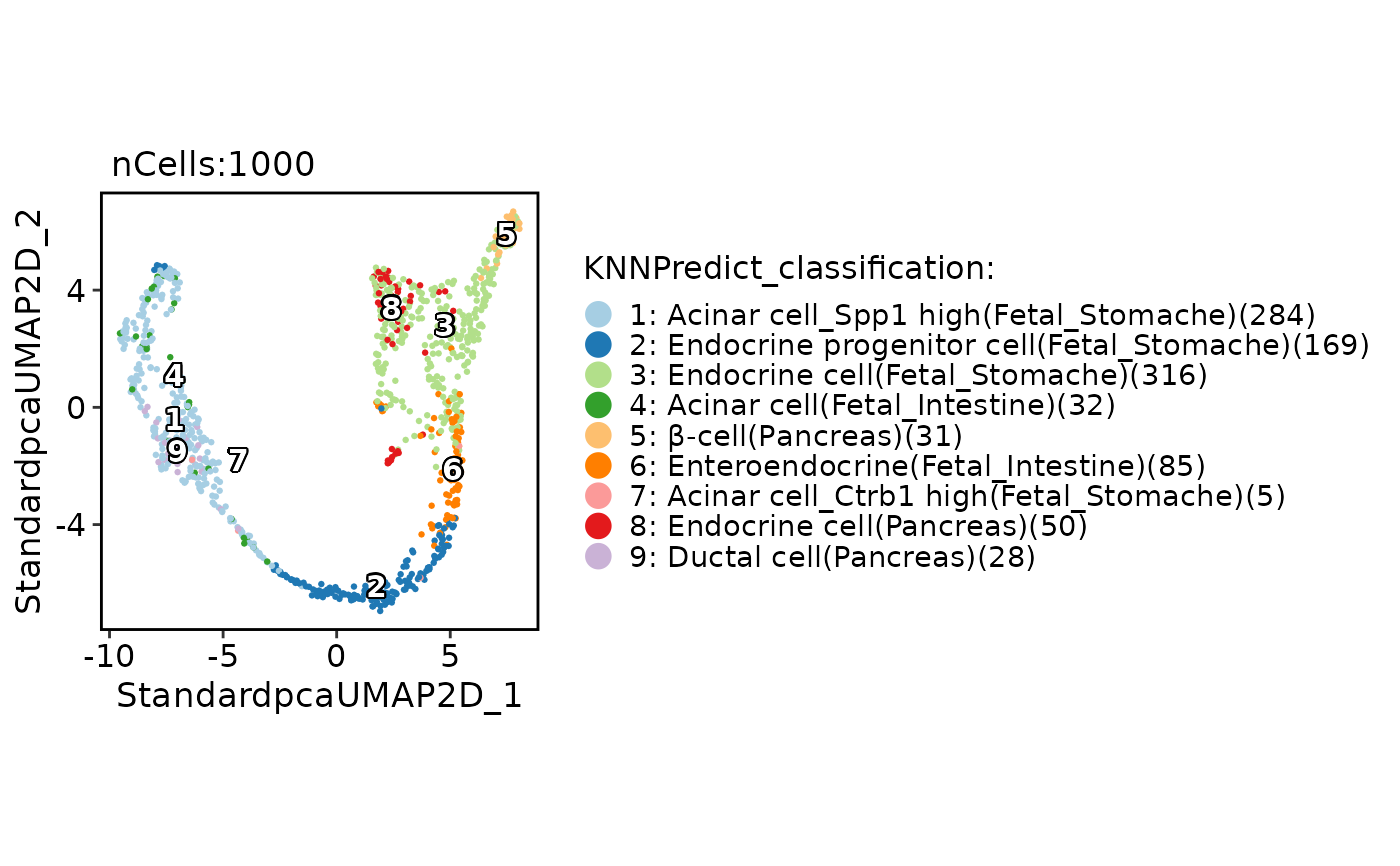 nCells:1000
StandardpcaUMAP2D_2
4
0
-4
5
8
3
4
1
9
7
6
2
-10
-5
0
5
StandardpcaUMAP2D_1
KNNPredict_classification:
1: Acinar cell_Spp1 high(Fetal_Stomache)(284)
2: Endocrine progenitor cell(Fetal_Stomache)(169)
3: Endocrine cell(Fetal_Stomache)(316)
4: Acinar cell(Fetal_Intestine)(32)
5: β-cell(Pancreas)(31)
6: Enteroendocrine(Fetal_Intestine)(85)
7: Acinar cell_Ctrb1 high(Fetal_Stomache)(5)
8: Endocrine cell(Pancreas)(50)
9: Ductal cell(Pancreas)(28)